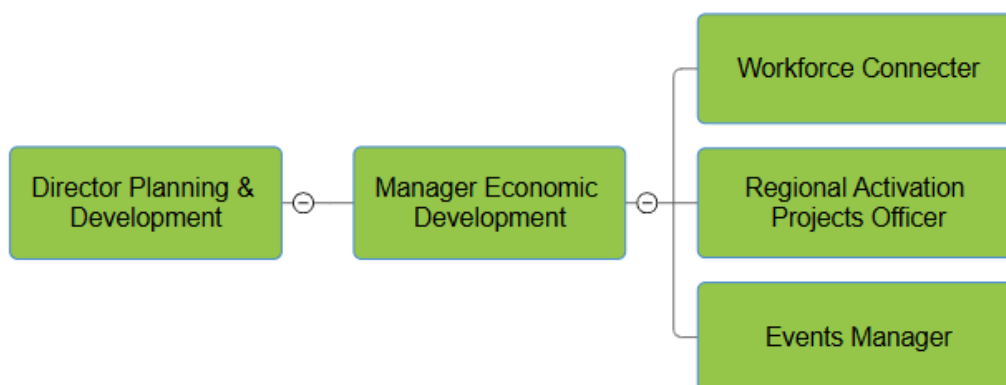 Director Planning &
Development
Manager Economic
Development
Workforce Connecter
Regional Activation
Projects Officer
Events Manager